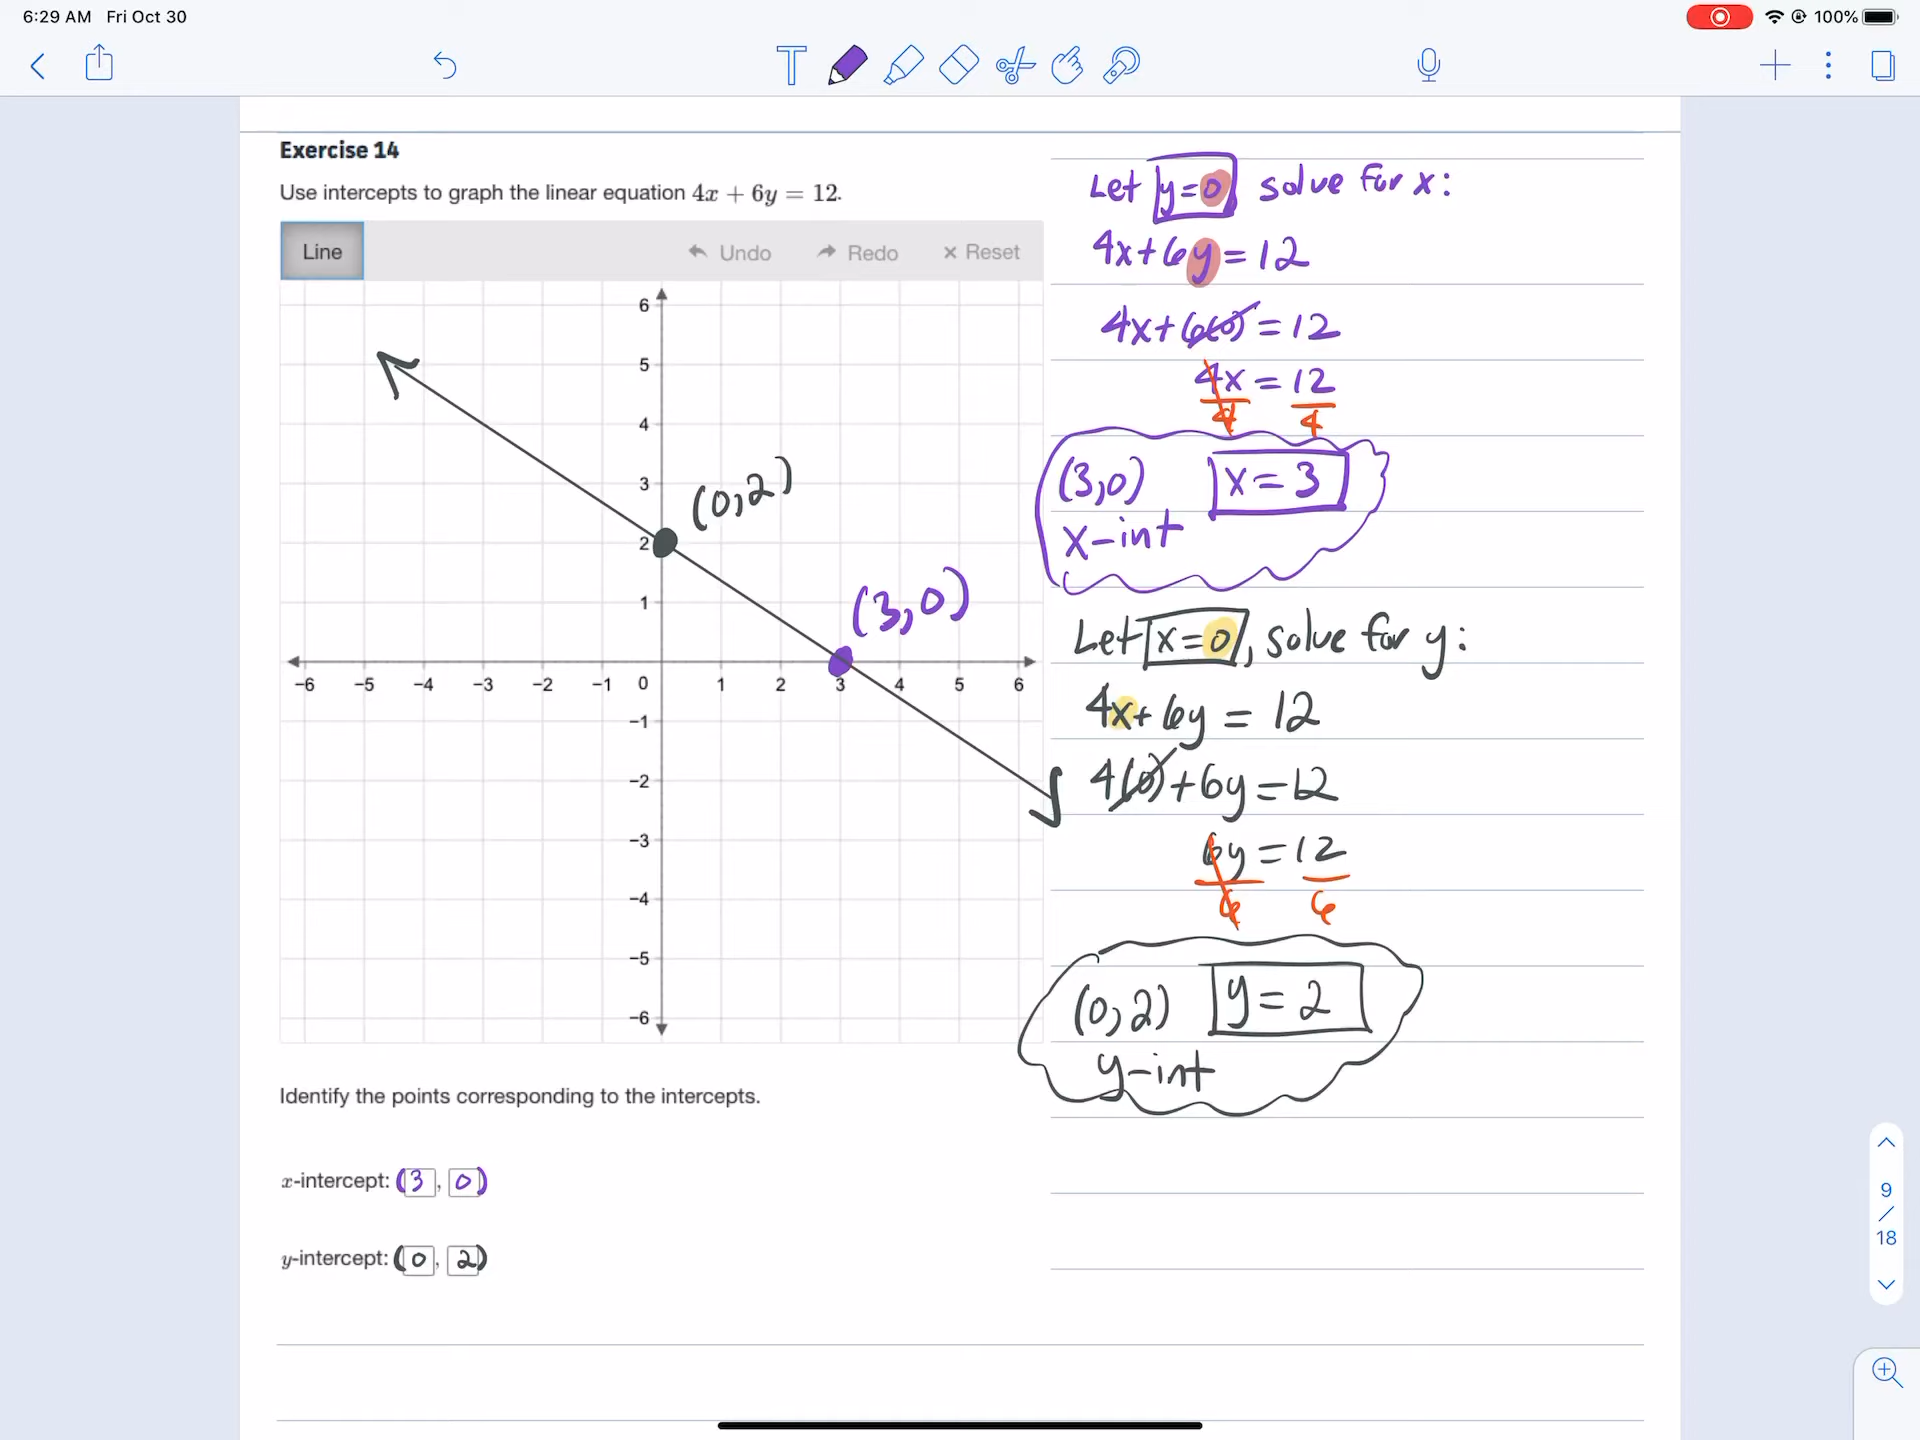 6:29 AM Fri Oct 30
100%
Exercise 14
Use intercepts to graph the linear equation 4x + 6y = 12.
Line Undo Redo × Reset
6
5
4
3
2
1
-6 -5 -4 -3 -2 -1 0 1 2 3 4 5 6
-1
-2
-3
-4
-5
-6
(0,2)
(3,0)
Identify the points corresponding to the intercepts.
x-intercept: (3, 0)
y-intercept: (0, 2)
Let y=0 solve for x:
4x+6y=12
4x+6(0)=12
4x = 12
4 4
(3,0) x=3
x-int
Let x=0, solve for y:
4x+6y = 12
4(0)+6y=12
6y=12
6 6
(0,2) y=2
y-int
9
/
18